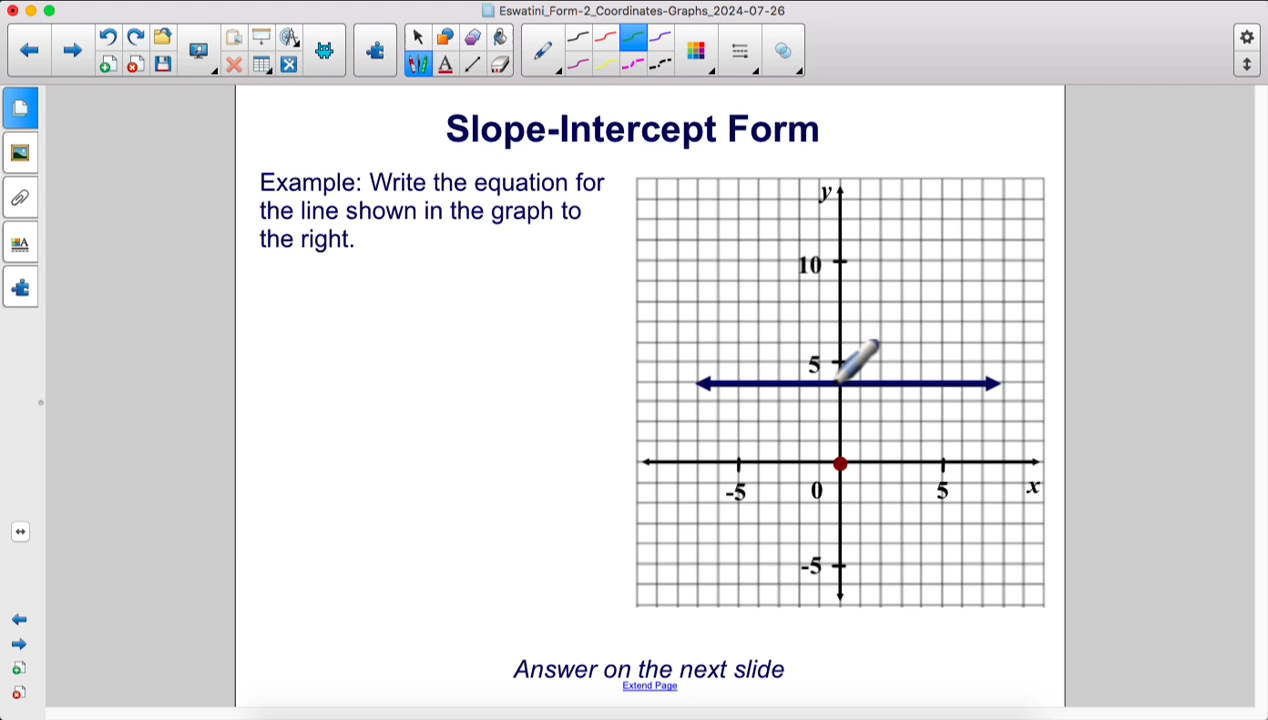 Eswatini_Form-2_Coordinates-Graphs_2024-07-26
Slope-Intercept Form
Example: Write the equation for
the line shown in the graph to
the right.
y
10
5
-5
0
5
x
-5
Answer on the next slide
Extend Page